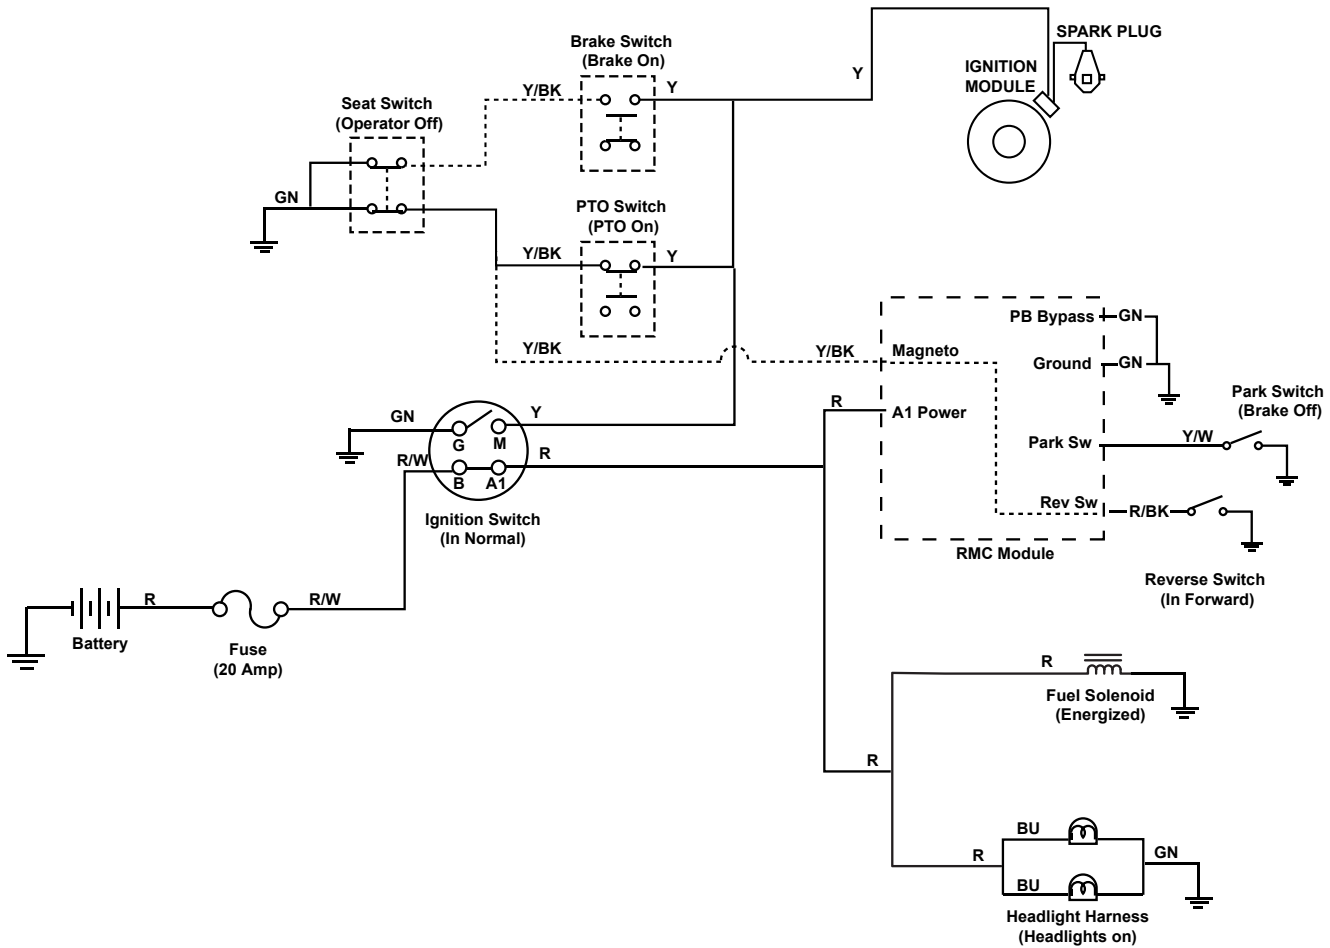 SPARK PLUG
IGNITION
MODULE
Y
Brake Switch
(Brake On)
Y/BK
Y
Seat Switch
(Operator Off)
GN
PTO Switch
(PTO On)
Y/BK
Y
Y/BK
Y/BK
Magneto
PB Bypass
GN
Ground
GN
R
A1 Power
Park Switch
(Brake Off)
Park Sw
Y/W
Rev Sw
R/BK
RMC Module
Reverse Switch
(In Forward)
GN
Y
G
M
R/W
R
B
A1
Ignition Switch
(In Normal)
R
R/W
Battery
Fuse
(20 Amp)
R
Fuel Solenoid
(Energized)
R
BU
R
GN
BU
Headlight Harness
(Headlights on)